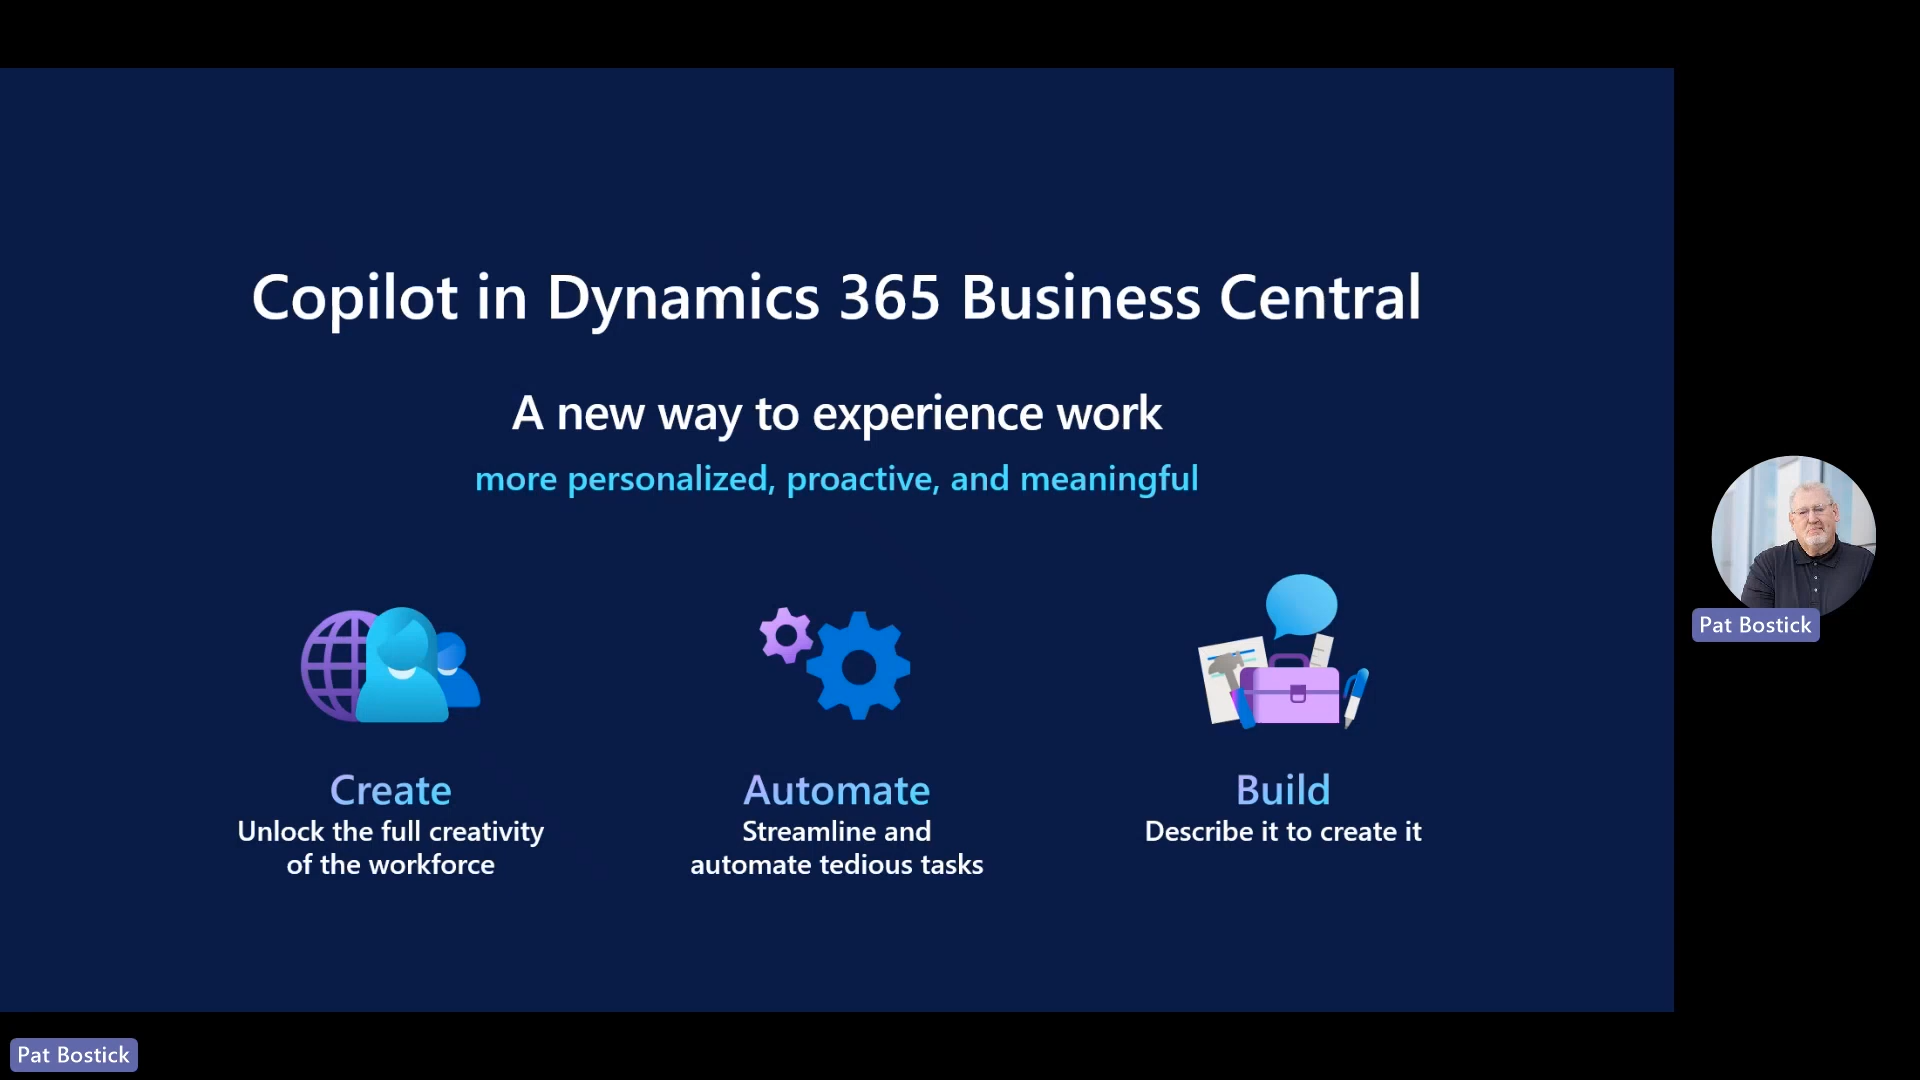 Copilot in Dynamics 365 Business Central
A new way to experience work
more personalized, proactive, and meaningful
Create
Unlock the full creativity
of the workforce
Automate
Streamline and
automate tedious tasks
Build
Describe it to create it
Pat Bostick
Pat Bostick